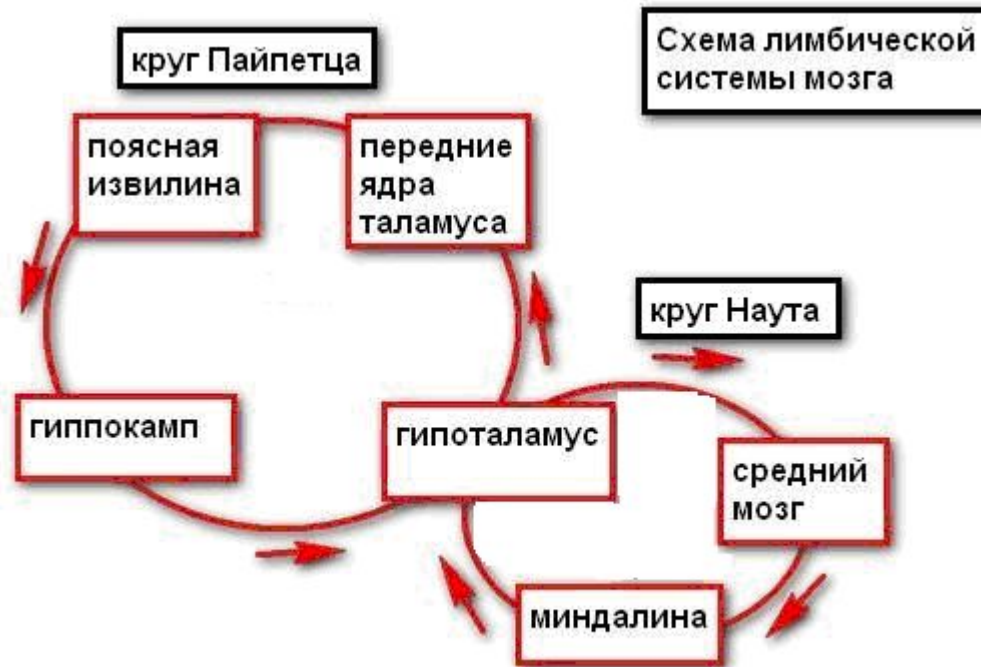 круг Пайпетца
Схема лимбической
системы мозга
поясная
извилина
передние
ядра
таламуса
круг Наута
гиппокамп
гипоталамус
средний
мозг
миндалина